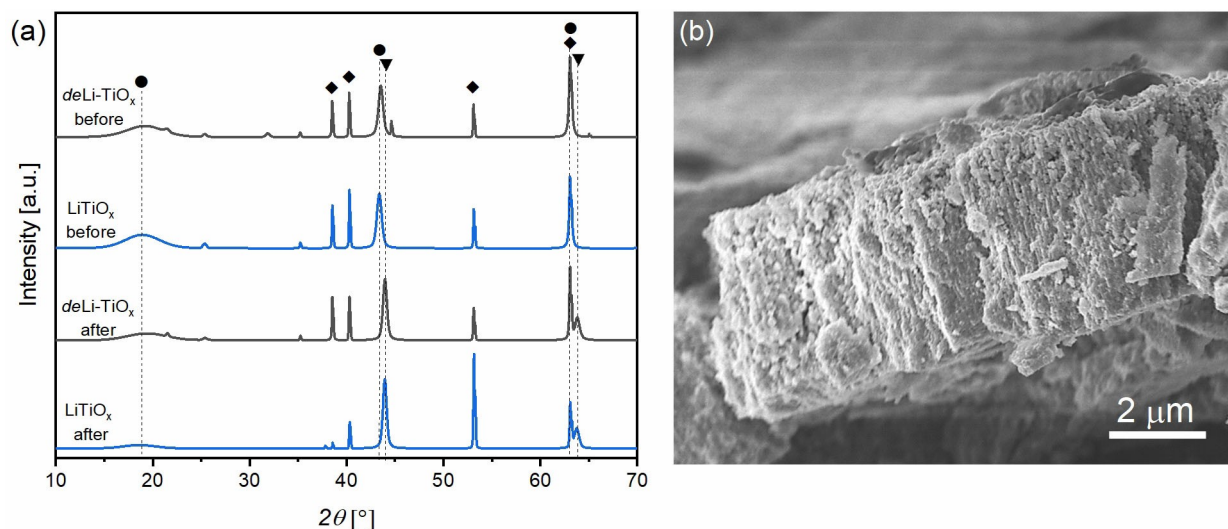 (a)
deLi-TiOₓ
before
LiTiOₓ
before
deLi-TiOₓ
after
LiTiOₓ
after
Intensity [a.u.]
10 20 30 40 50 60 70
2θ [°]
(b)
2 μm